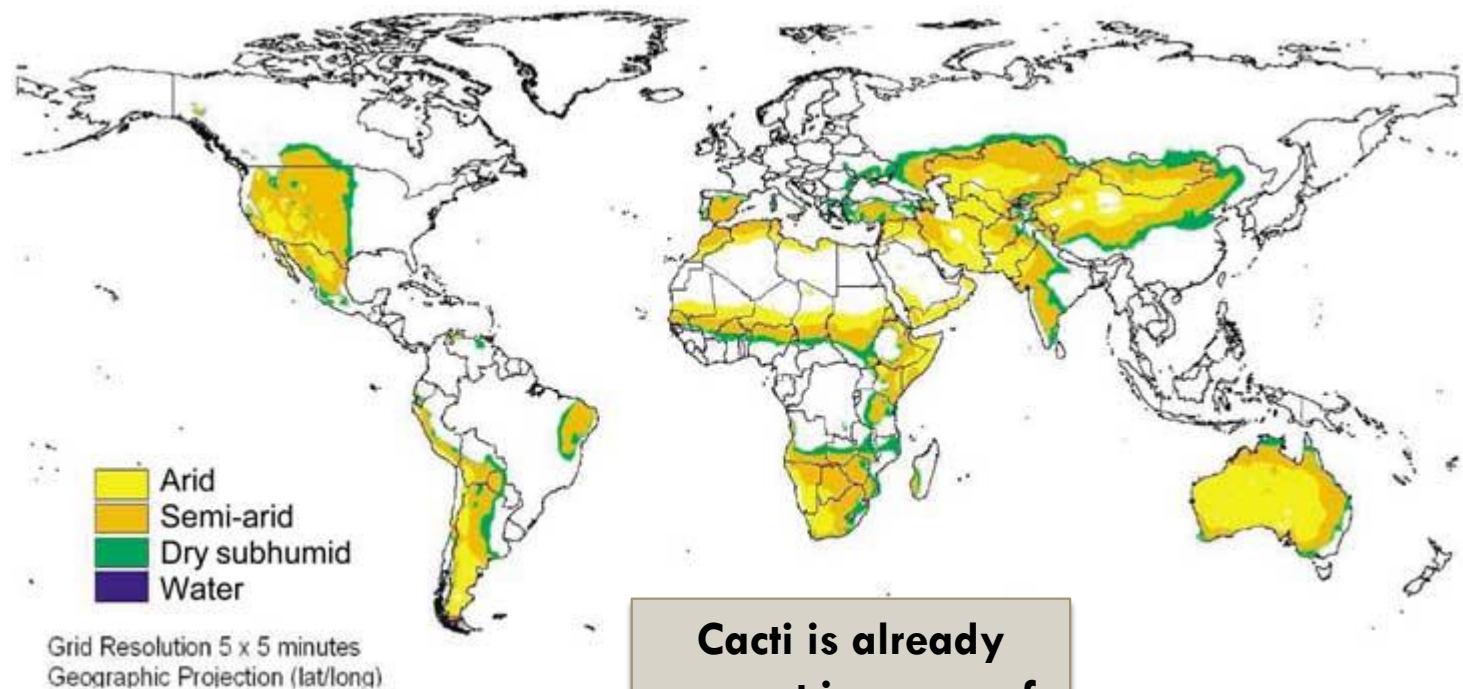 Arid
Semi-arid
Dry subhumid
Water
Grid Resolution 5 x 5 minutes
Geographic Projection (lat/long)
Cacti is already